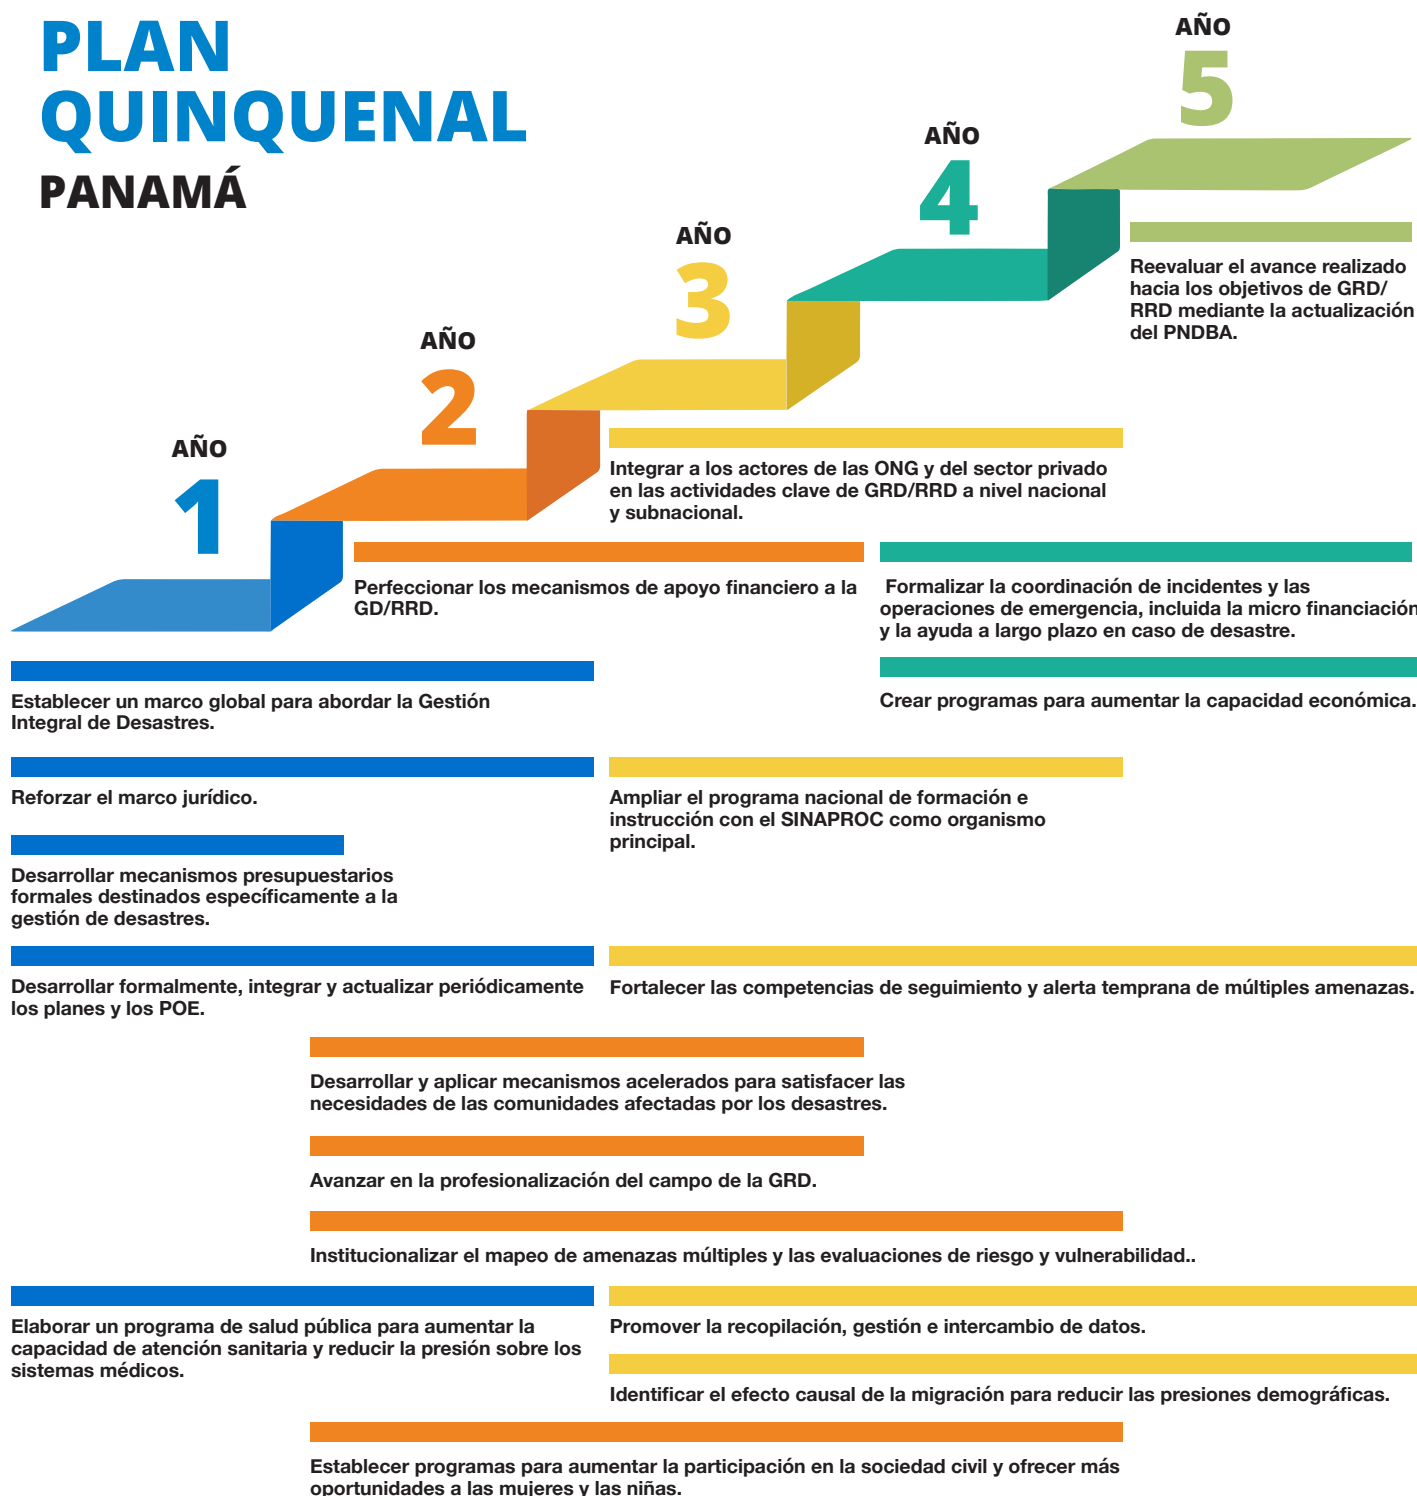 PLAN
QUINQUENAL
PANAMÁ
AÑO
1
AÑO
2
AÑO
3
AÑO
4
AÑO
5
Reevaluar el avance realizado
hacia los objetivos de GRD/
RRD mediante la actualización
del PNDBA.
Integrar a los actores de las ONG y del sector privado
en las actividades clave de GRD/RRD a nivel nacional
y subnacional.
Perfeccionar los mecanismos de apoyo financiero a la
GD/RRD.
Formalizar la coordinación de incidentes y las
operaciones de emergencia, incluida la micro financiación
y la ayuda a largo plazo en caso de desastre.
Establecer un marco global para abordar la Gestión
Integral de Desastres.
Crear programas para aumentar la capacidad económica.
Reforzar el marco jurídico.
Ampliar el programa nacional de formación e
instrucción con el SINAPROC como organismo
principal.
Desarrollar mecanismos presupuestarios
formales destinados específicamente a la
gestión de desastres.
Desarrollar formalmente, integrar y actualizar periódicamente
los planes y los POE.
Fortalecer las competencias de seguimiento y alerta temprana de múltiples amenazas.
Desarrollar y aplicar mecanismos acelerados para satisfacer las
necesidades de las comunidades afectadas por los desastres.
Avanzar en la profesionalización del campo de la GRD.
Institucionalizar el mapeo de amenazas múltiples y las evaluaciones de riesgo y vulnerabilidad..
Elaborar un programa de salud pública para aumentar la
capacidad de atención sanitaria y reducir la presión sobre los
sistemas médicos.
Promover la recopilación, gestión e intercambio de datos.
Identificar el efecto causal de la migración para reducir las presiones demográficas.
Establecer programas para aumentar la participación en la sociedad civil y ofrecer más
oportunidades a las mujeres y las niñas.